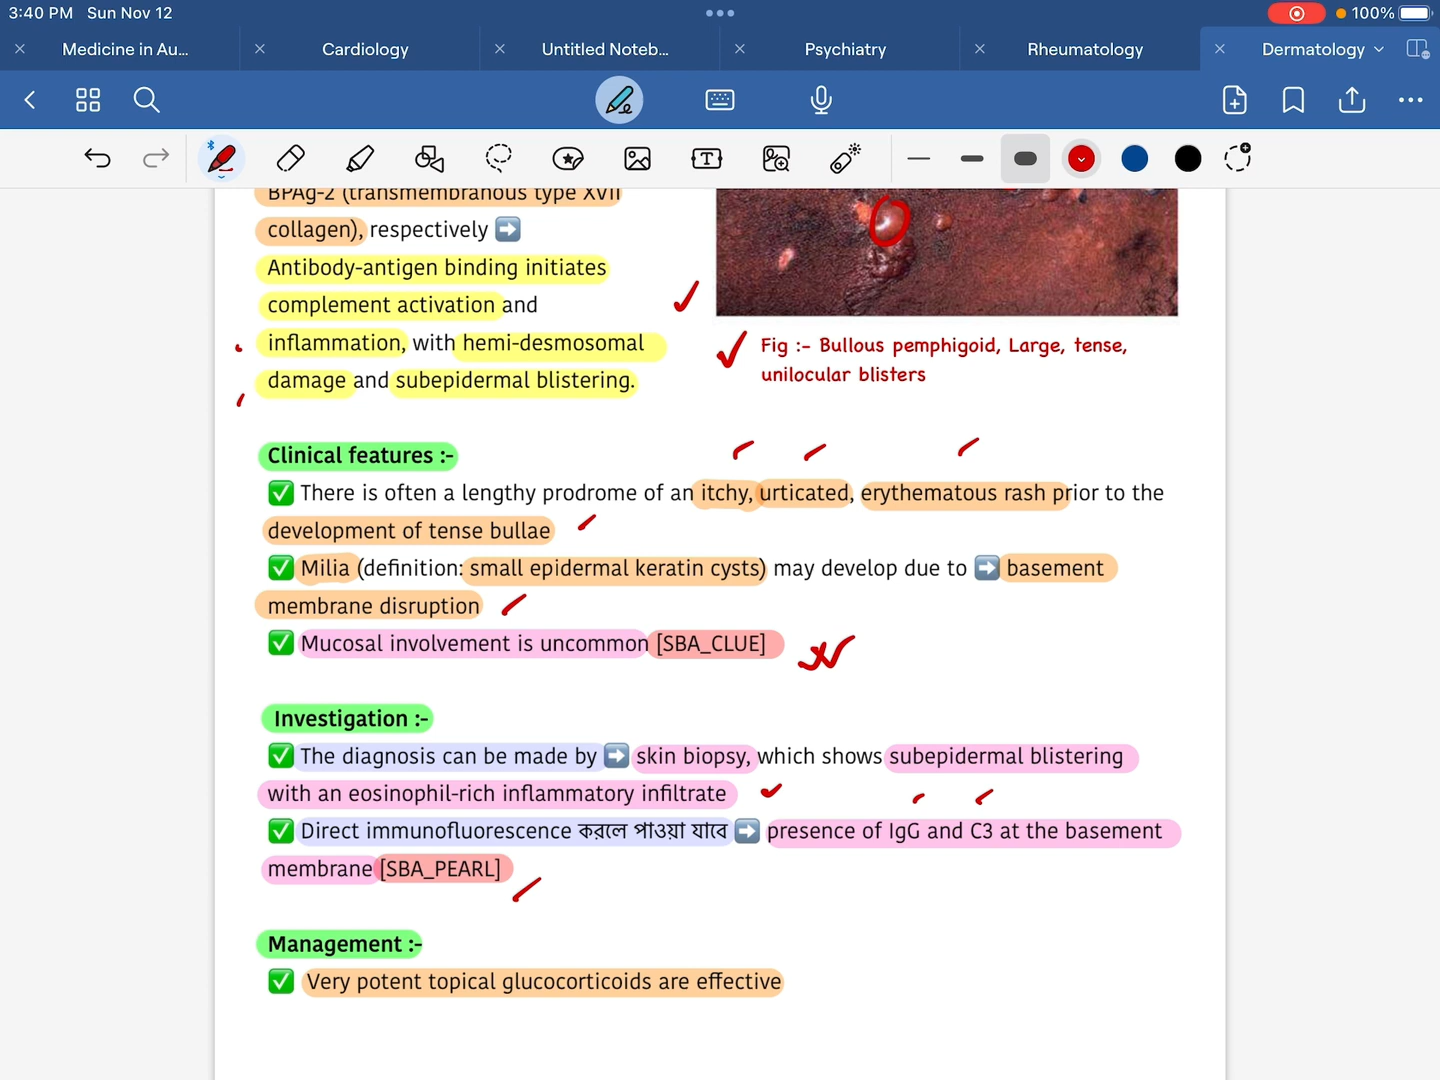 3:40 PM Sun Nov 12
100%
Medicine in Au...
Cardiology
Untitled Noteb...
Psychiatry
Rheumatology
Dermatology
BPAg-2 (transmembranous type XVII
collagen), respectively ➡️
Antibody-antigen binding initiates
complement activation and
inflammation, with hemi-desmosomal
damage and subepidermal blistering.
Fig :- Bullous pemphigoid, Large, tense,
unilocular blisters
Clinical features :-
✅ There is often a lengthy prodrome of an itchy, urticated, erythematous rash prior to the
development of tense bullae
✅ Milia (definition: small epidermal keratin cysts) may develop due to ➡️ basement
membrane disruption
✅ Mucosal involvement is uncommon [SBA_CLUE]
Investigation :-
✅ The diagnosis can be made by ➡️ skin biopsy, which shows subepidermal blistering
with an eosinophil-rich inflammatory infiltrate
✅ Direct immunofluorescence করলে পাওয়া যাবে ➡️ presence of IgG and C3 at the basement
membrane [SBA_PEARL]
Management :-
✅ Very potent topical glucocorticoids are effective